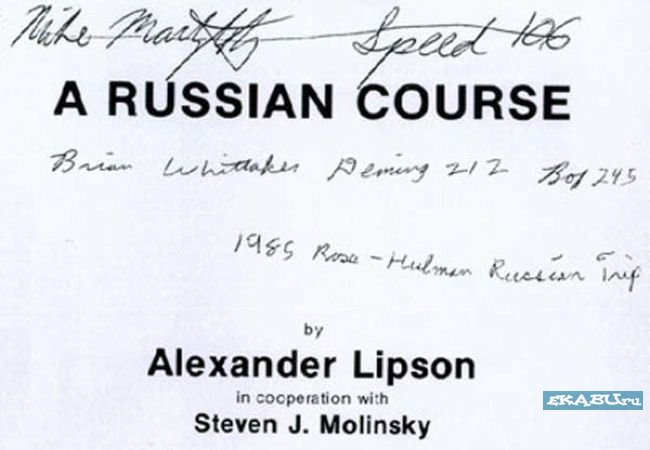 Mike Speed 106
A RUSSIAN COURSE
Brian Whittaker Deming 212 Box 245
1985 Rose-Hulman Russian Trip
by
Alexander Lipson
in cooperation with
Steven J. Molinsky
EKABU.ru